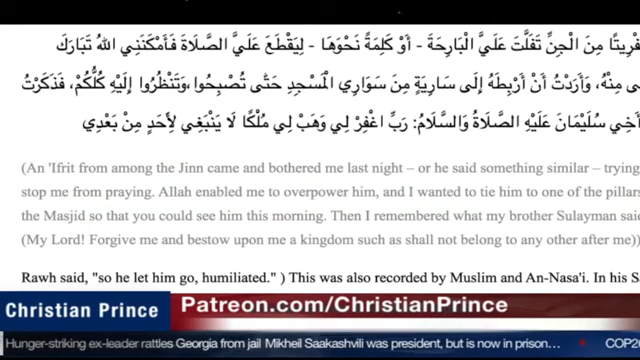 عِفْرِيتًا مِنَ الْجِنِّ تَفَلَّتَ عَلَيَّ الْبَارِحَةَ - أَوْ كَلِمَةً نَحْوَهَا - لِيَقْطَعَ عَلَيَّ الصَّلَاةَ فَأَمْكَنَنِي اللهُ تَبَارَكَ
مِنْهُ، وَأَرَدْتُ أَنْ أَرْبِطَهُ إِلَى سَارِيَةٍ مِنْ سَوَارِي الْمَسْجِدِ حَتَّى تُصْبِحُوا، وَتَنْظُرُوا إِلَيْهِ كُلُّكُمْ، فَذَكَرْتُ
أَخِي سُلَيْمَانَ عَلَيْهِ الصَّلَاةُ وَالسَّلَامُ: رَبِّ اغْفِرْ لِي وَهَبْ لِي مُلْكًا لَا يَنْبَغِي لِأَحَدٍ مِنْ بَعْدِي
(An 'Ifrit from among the Jinn came and bothered me last night – or he said something similar – trying
stop me from praying. Allah enabled me to overpower him, and I wanted to tie him to one of the pillars
the Masjid so that you could see him this morning. Then I remembered what my brother Sulayman said
(My Lord! Forgive me and bestow upon me a kingdom such as shall not belong to any other after me))
Rawh said, "so he let him go, humiliated." ) This was also recorded by Muslim and An-Nasa'i. In his
Christian Prince
Patreon.com/ChristianPrince
Hunger-striking ex-leader rattles Georgia from jail Mikheil Saakashvili was president, but is now in prison...